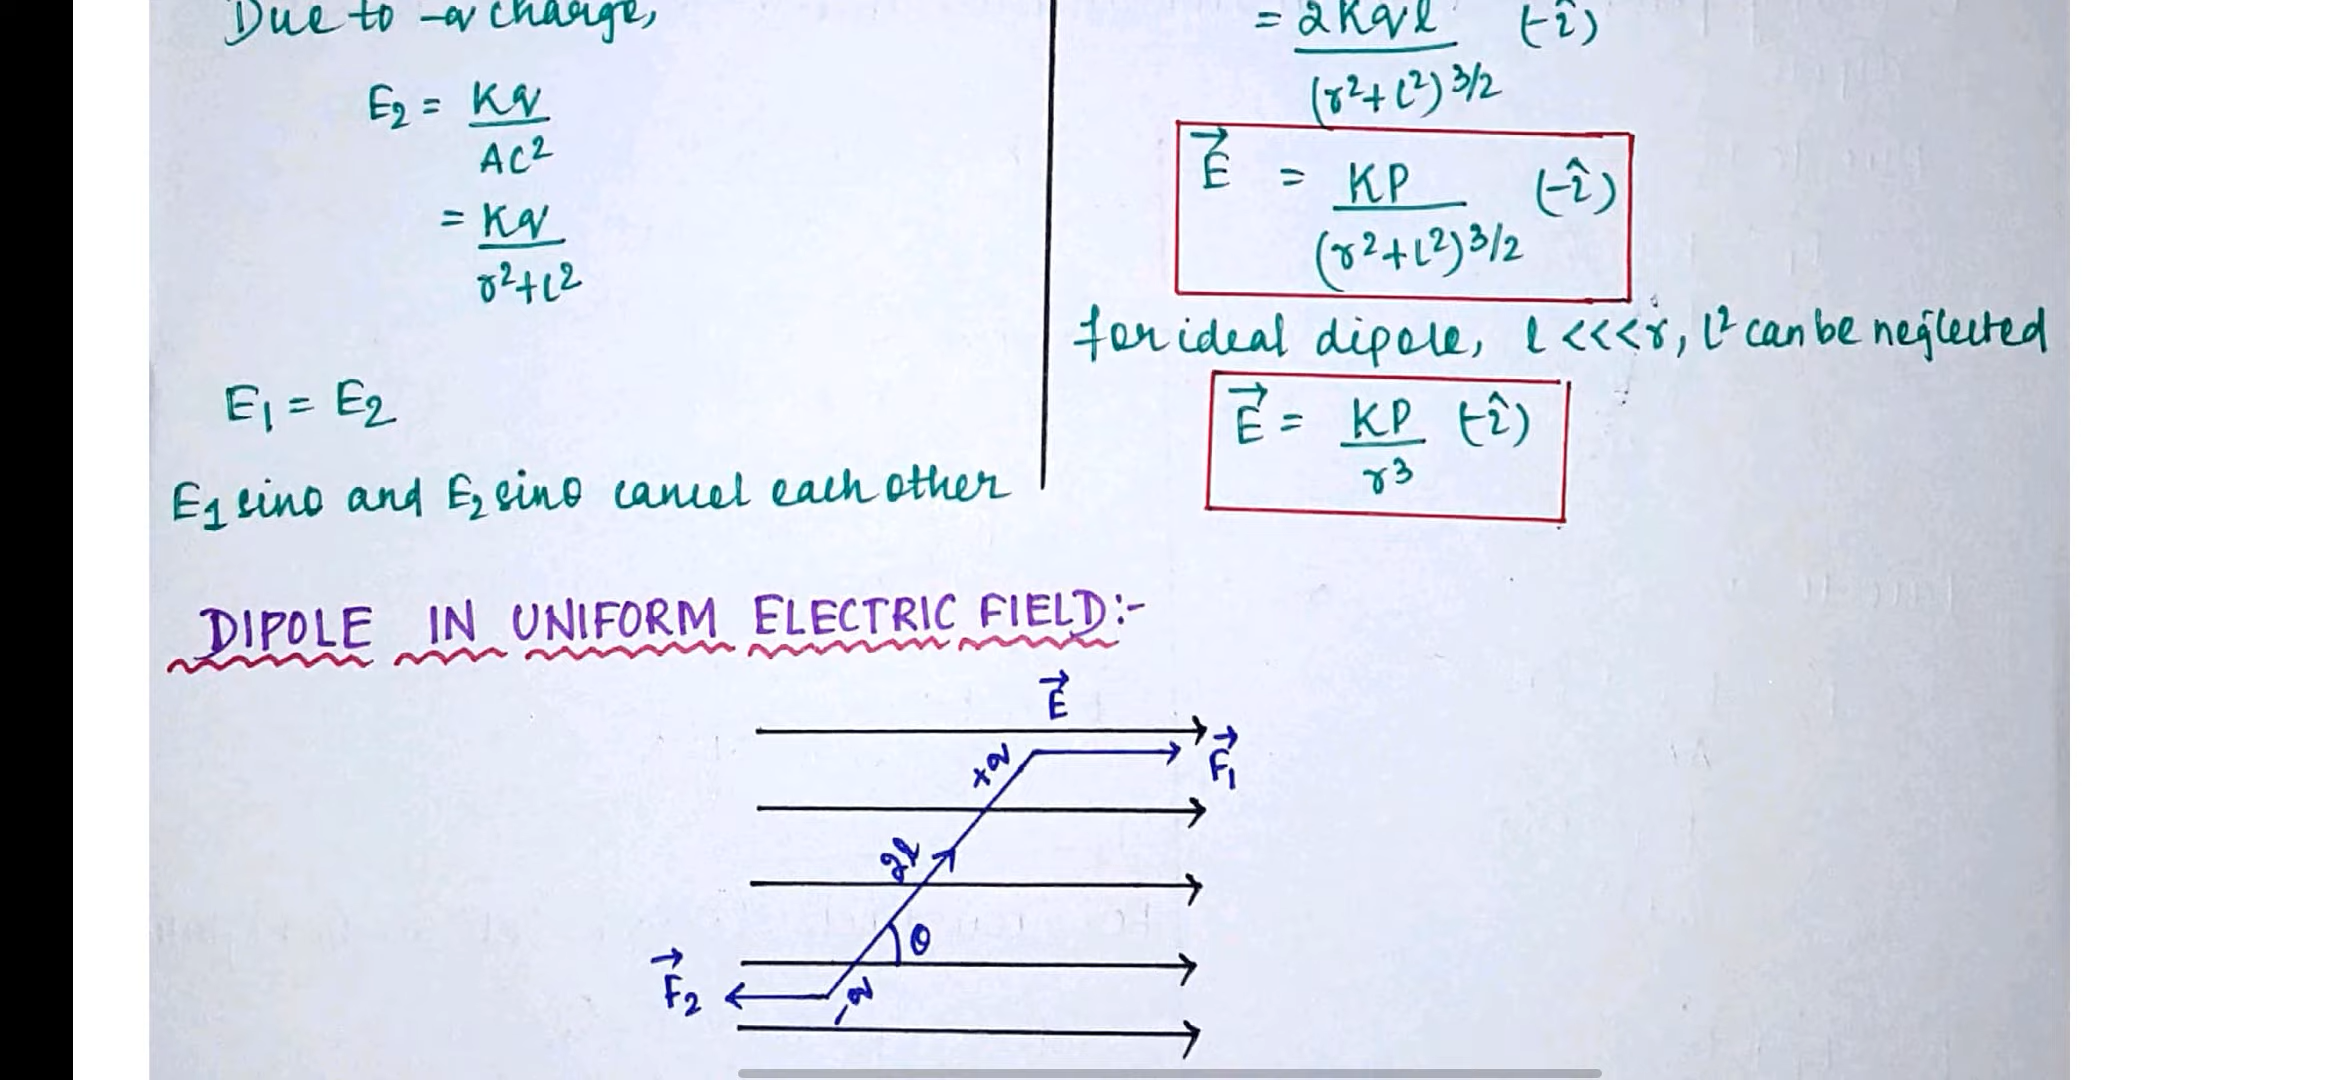 Due to -q charge,
E₂ = Kq
AC²
= Kq
r²+l²
E₁ = E₂
E₁ sinθ and E₂ sinθ cancel each other
= 2Kql (-î)
(r²+l²)3/2
E⃗ = KP (-î)
(r²+l²)3/2
for ideal dipole, l <<<r, l² can be neglected
E⃗ = KP (-î)
r3
DIPOLE IN UNIFORM ELECTRIC FIELD:-
E⃗
+q
F⃗₁
2l
θ
F⃗₂
-q